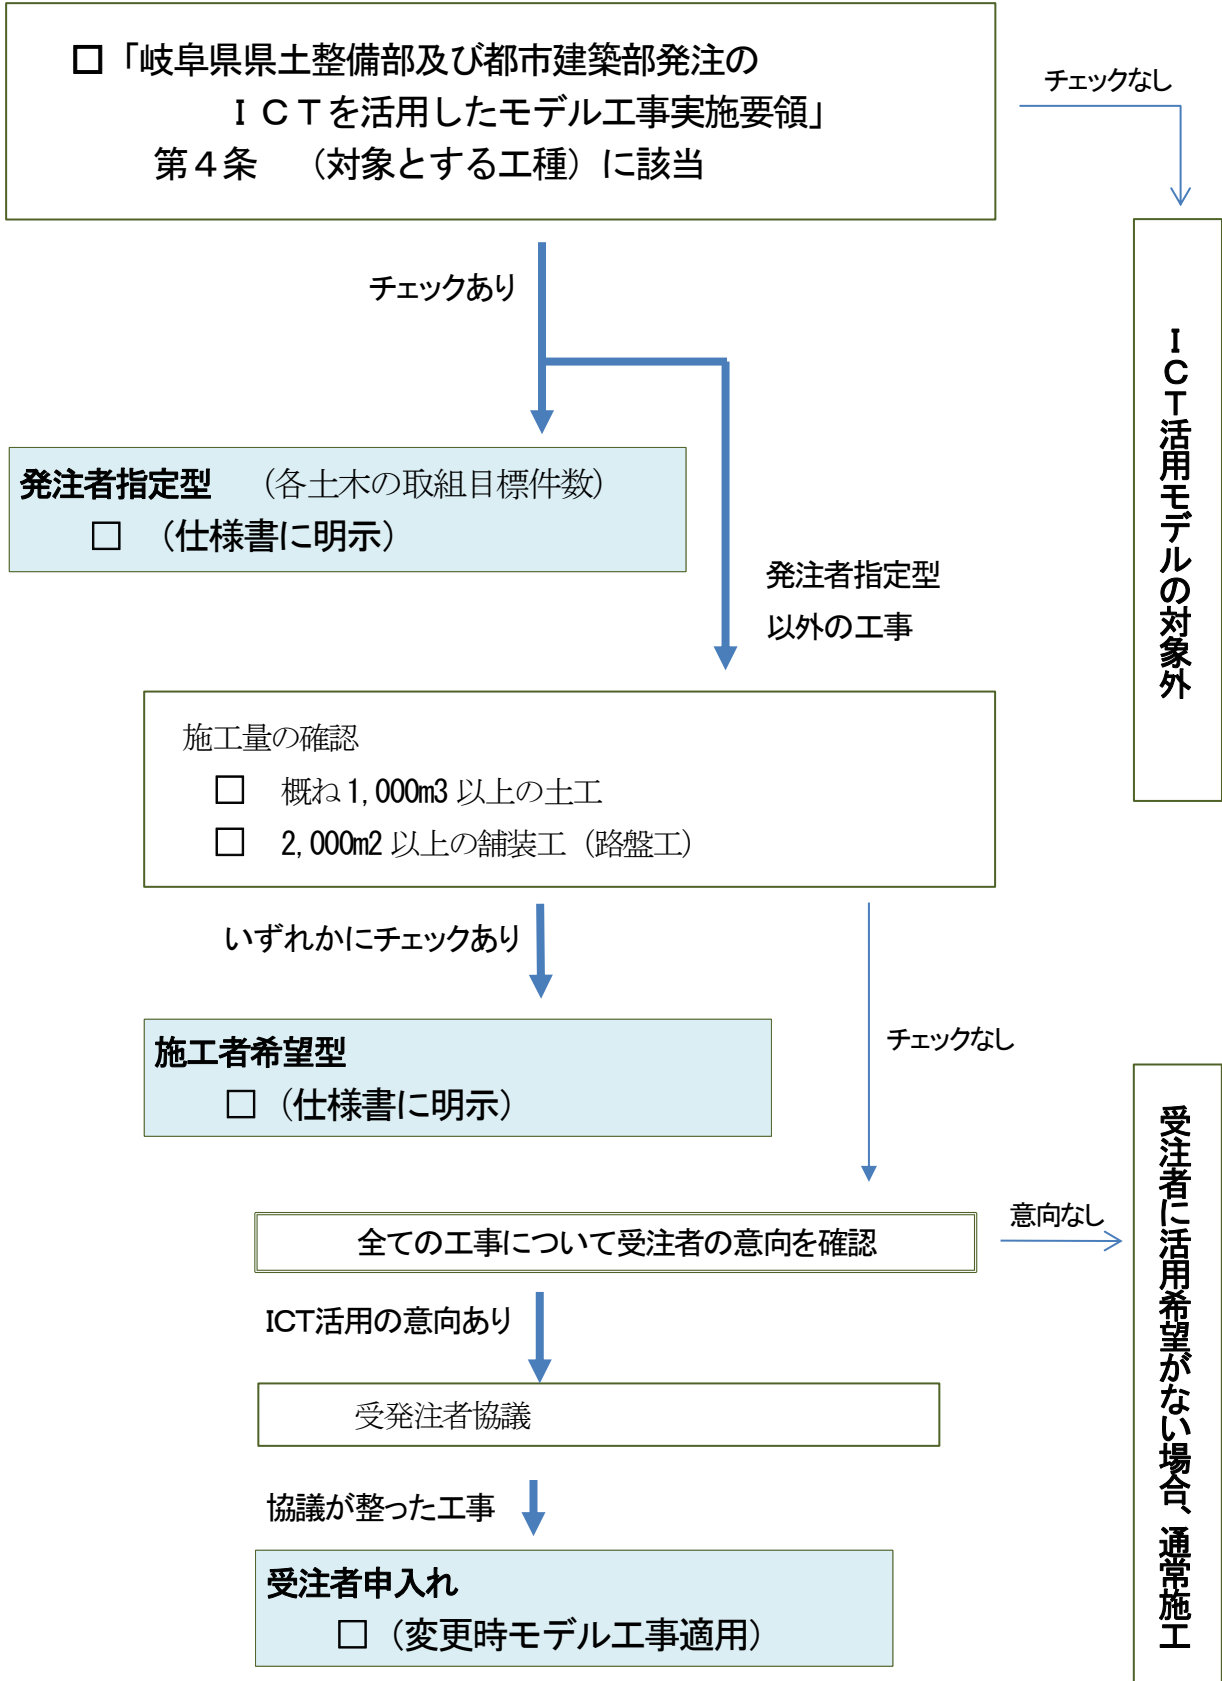 □「岐阜県県土整備部及び都市建築部発注の
ＩＣＴを活用したモデル工事実施要領」
第４条　（対象とする工種）に該当
チェックなし
チェックあり
ＩＣＴ活用モデルの対象外
発注者指定型　（各土木の取組目標件数）
□　（仕様書に明示）
発注者指定型
以外の工事
施工量の確認
□　概ね1,000m3以上の土工
□　2,000m2以上の舗装工（路盤工）
いずれかにチェックあり
チェックなし
施工者希望型
□（仕様書に明示）
全ての工事について受注者の意向を確認
意向なし
受注者に活用希望がない場合、通常施工
ICT活用の意向あり
受発注者協議
協議が整った工事
受注者申入れ
□（変更時モデル工事適用）